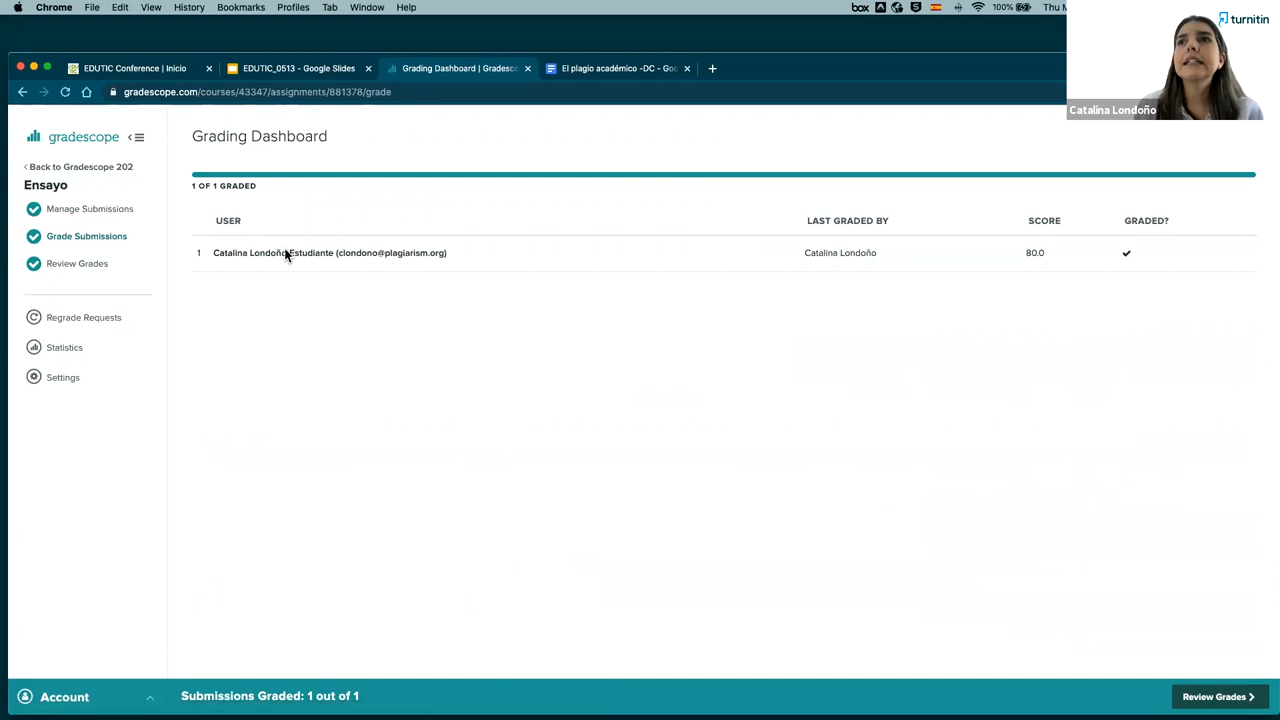 Chrome File Edit View History Bookmarks Profiles Tab Window Help
box 100% Thu M
turnitin
Catalina Londoño
EDUTIC Conference | Inicio
EDUTIC_0513 - Google Slides
Grading Dashboard | Gradesc
El plagio académico -DC - Goo
gradescope.com/courses/43347/assignments/881378/grade
gradescope
Back to Gradescope 202
Ensayo
Manage Submissions
Grade Submissions
Review Grades
Regrade Requests
Statistics
Settings
Grading Dashboard
1 OF 1 GRADED
USER LAST GRADED BY SCORE GRADED?
1 Catalina Londoño Estudiante (clondono@plagiarism.org) Catalina Londoño 80.0
Account
Submissions Graded: 1 out of 1
Review Grades